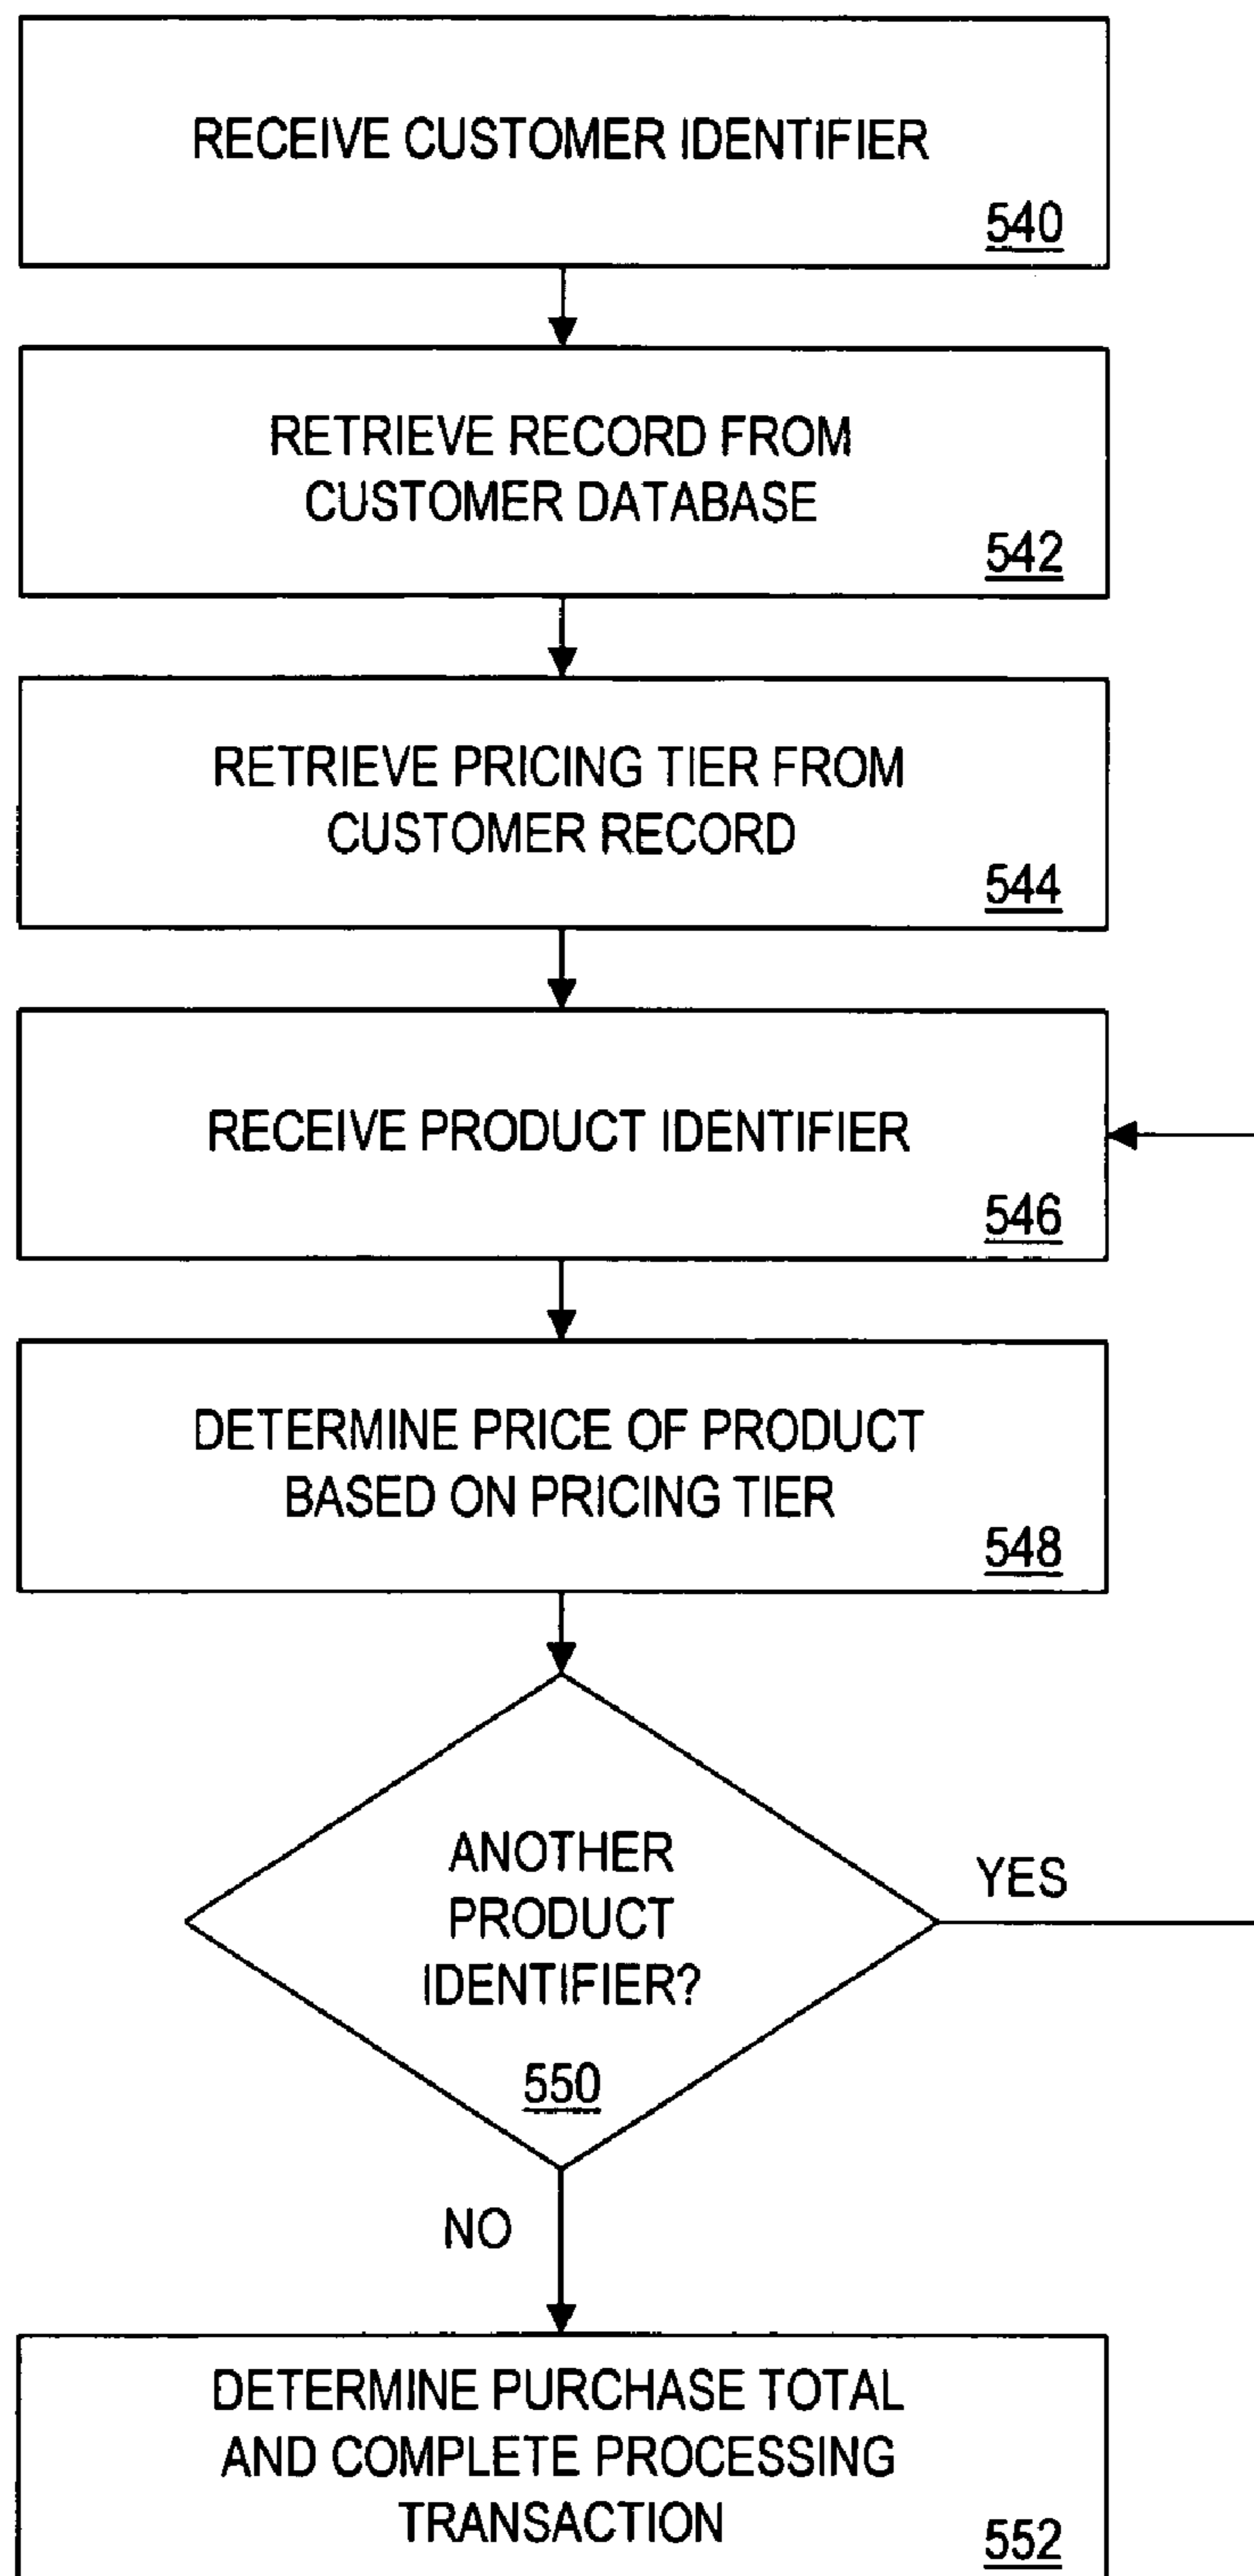 RECEIVE CUSTOMER IDENTIFIER
540
RETRIEVE RECORD FROM
CUSTOMER DATABASE
542
RETRIEVE PRICING TIER FROM
CUSTOMER RECORD
544
RECEIVE PRODUCT IDENTIFIER
546
DETERMINE PRICE OF PRODUCT
BASED ON PRICING TIER
548
ANOTHER
PRODUCT
IDENTIFIER?
550
YES
NO
DETERMINE PURCHASE TOTAL
AND COMPLETE PROCESSING
TRANSACTION
552